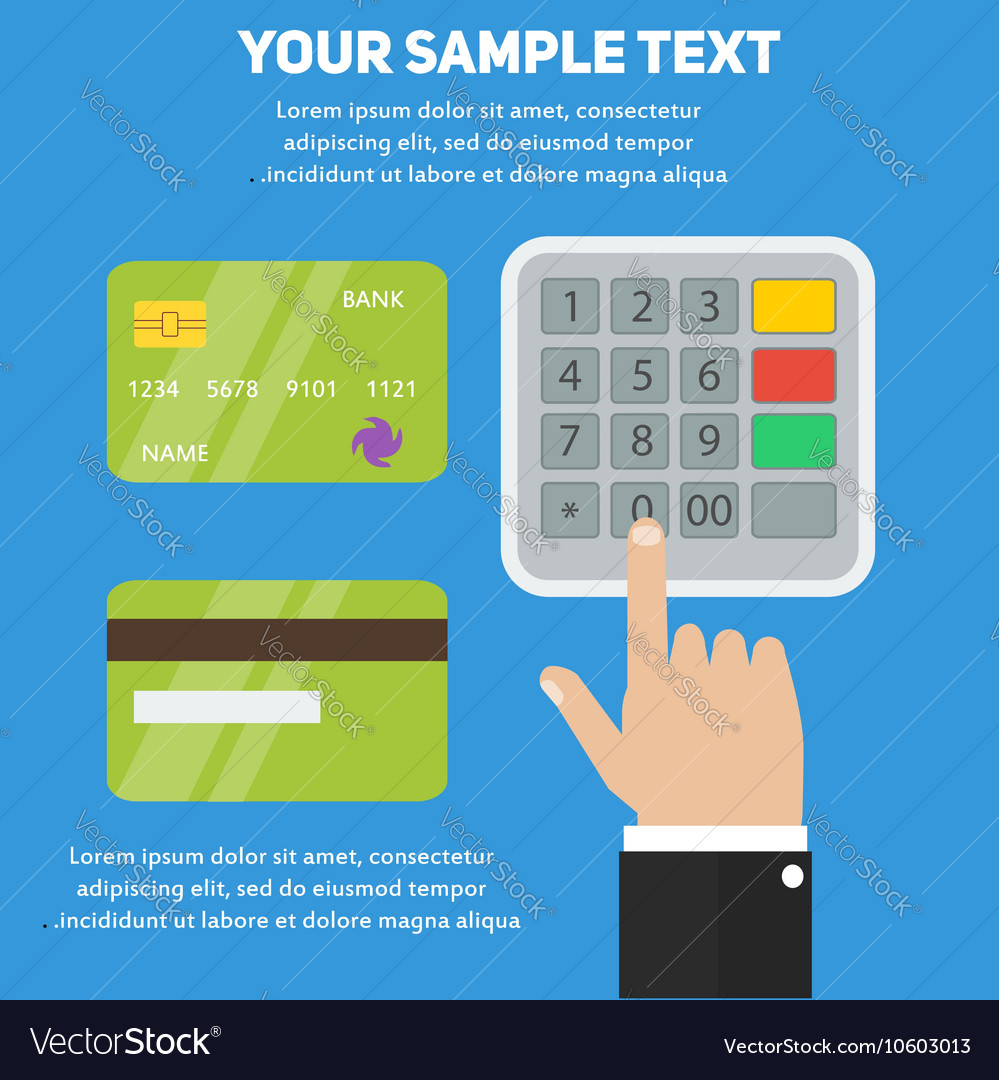 YOUR SAMPLE TEXT
Lorem ipsum dolor sit amet, consectetur
adipiscing elit, sed do eiusmod tempor
. .incididunt ut labore et dolore magna aliqua
BANK
1234 5678 9101 1121
NAME
1 2 3
4 5 6
7 8 9
* 0 00
Lorem ipsum dolor sit amet, consectetur
adipiscing elit, sed do eiusmod tempor
. .incididunt ut labore et dolore magna aliqua
VectorStock®
VectorStock.com/10603013